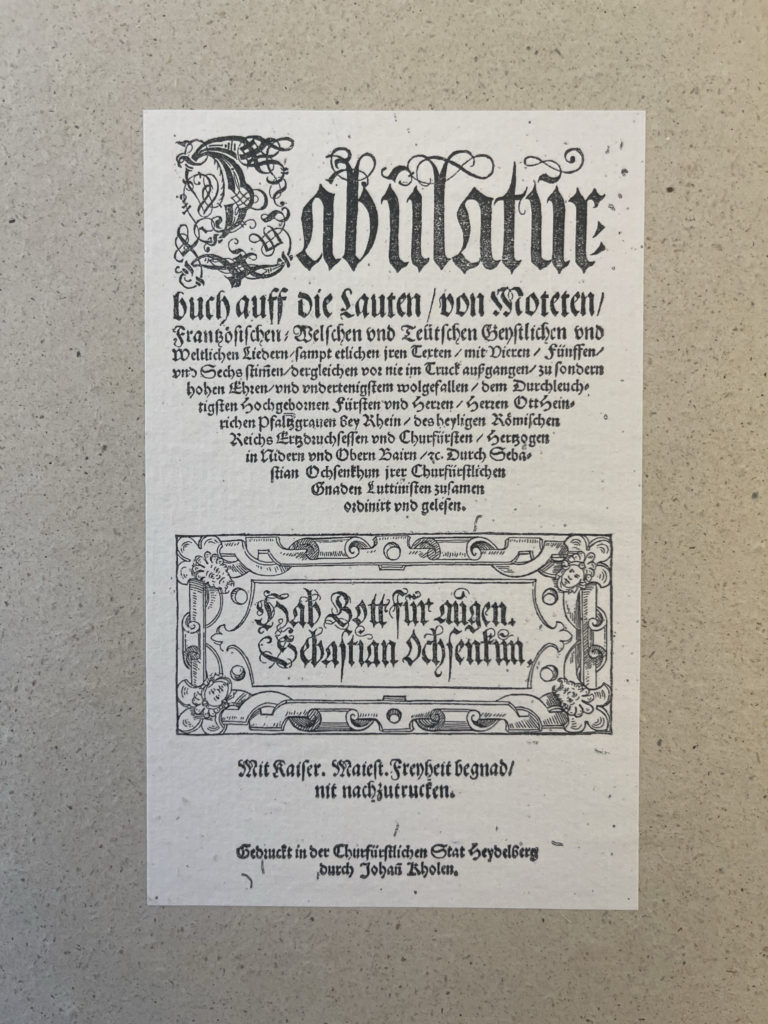 Tabulatur-
buch auff die Lauten/von Moteten/
Frantzösischen/ Welschen vnd Teütschen Geystlichen vnd
Weltlichen Liedern/sampt etlichen jren Texten/ mit Vieren/ Fünffen/
vnd Sechs stim̄en/dergleichen vor nie im Truck außgangen/ zu sondern
hohen Ehren/vnd vndertenigstem wolgefallen/ dem Durchleuch-
tigsten Hochgebornen Fürsten vnd Herren/ Herren OttHein-
richen Pfaltzgrauen bey Rhein/ des heyligen Römischen
Reichs Ertzdruchsessen vnd Churfürsten/ Hertzogen
in Nidern vnd Obern Bairn/ ꝛc. Durch Seba-
stian Ochsenkhun jrer Churfürstlichen
Gnaden Luttinisten zusamen
ordinirt vnd gelesen.
Hab Gott für augen.
Sebastian Ochsenkun.
Mit Kaiser. Maiest. Freyheit begnad/
nit nachzutrucken.
Gedruckt in der Churfürstlichen Stat Heydelberg
durch Johan̄ Kholen.